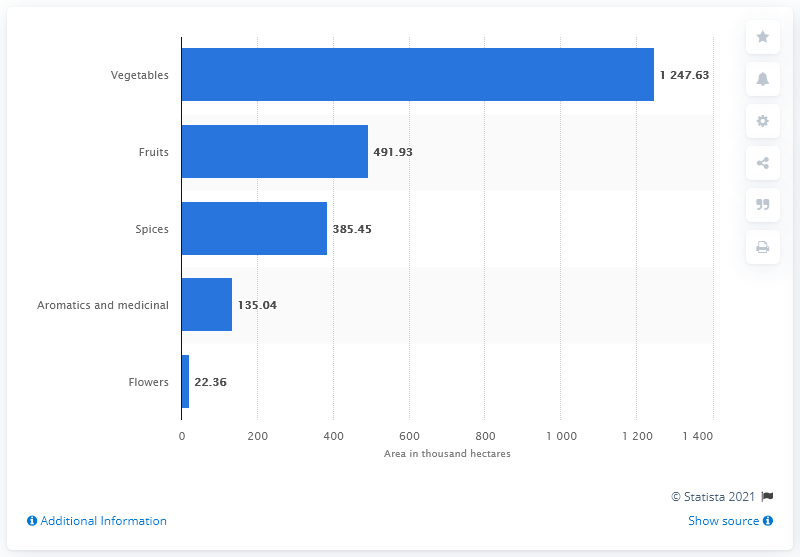 Vegetables
1 247.63
Fruits
491.93
Spices
385.45
Aromatics and medicinal
135.04
Flowers
22.36
0 200 400 600 800 1 000 1 200 1 400
Area in thousand hectares
© Statista 2021
Additional Information
Show source